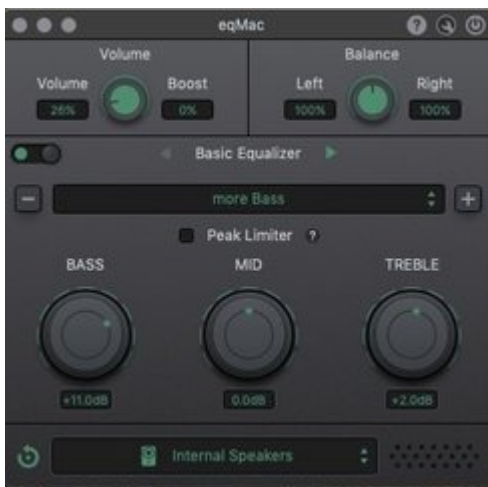 eqMac
Volume Balance
Volume Boost Left Right
26% 0% 100% 100%
Basic Equalizer
more Bass
Peak Limiter ?
BASS MID TREBLE
+11.0dB 0.0dB +2.0dB
Internal Speakers